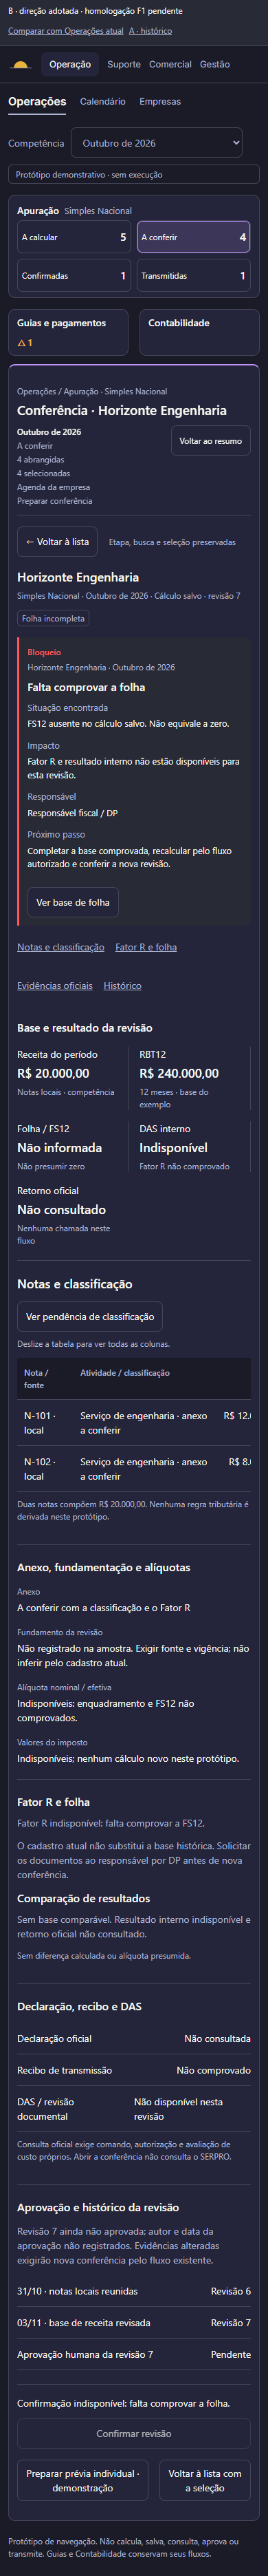 B · direção adotada · homologação F1 pendente
Comparar com Operações atual A · histórico
Operação Suporte Comercial Gestão
Operações Calendário Empresas
Competência Outubro de 2026
Protótipo demonstrativo · sem execução
Apuração Simples Nacional
A calcular 5
A conferir 4
Confirmadas 1
Transmitidas 1
Guias e pagamentos
△ 1
Contabilidade
Operações / Apuração · Simples Nacional
Conferência · Horizonte Engenharia
Outubro de 2026
A conferir
4 abrangidas
4 selecionadas
Agenda da empresa
Preparar conferência
Voltar ao resumo
← Voltar à lista
Etapa, busca e seleção preservadas
Horizonte Engenharia
Simples Nacional · Outubro de 2026 · Cálculo salvo · revisão 7
Folha incompleta
Bloqueio
Horizonte Engenharia · Outubro de 2026
Falta comprovar a folha
Situação encontrada
FS12 ausente no cálculo salvo. Não equivale a zero.
Impacto
Fator R e resultado interno não estão disponíveis para
esta revisão.
Responsável
Responsável fiscal / DP
Próximo passo
Completar a base comprovada, recalcular pelo fluxo
autorizado e conferir a nova revisão.
Ver base de folha
Notas e classificação Fator R e folha
Evidências oficiais Histórico
Base e resultado da revisão
Receita do período
R$ 20.000,00
Notas locais · competência
RBT12
R$ 240.000,00
12 meses · base do
exemplo
Folha / FS12
Não informada
Não presumir zero
DAS interno
Indisponível
Fator R não comprovado
Retorno oficial
Não consultado
Nenhuma chamada neste
fluxo
Notas e classificação
Ver pendência de classificação
Deslize a tabela para ver todas as colunas.
Nota /
fonte
Atividade / classificação
N-101 ·
local
Serviço de engenharia · anexo
a conferir
R$ 12.0
N-102 ·
local
Serviço de engenharia · anexo
a conferir
R$ 8.0
Duas notas compõem R$ 20.000,00. Nenhuma regra tributária é
derivada neste protótipo.
Anexo, fundamentação e alíquotas
Anexo
A conferir com a classificação e o Fator R
Fundamento da revisão
Não registrado na amostra. Exigir fonte e vigência; não
inferir pelo cadastro atual.
Alíquota nominal / efetiva
Indisponíveis: enquadramento e FS12 não
comprovados.
Valores do imposto
Indisponíveis; nenhum cálculo novo neste protótipo.
Fator R e folha
Fator R indisponível: falta comprovar a FS12.
O cadastro atual não substitui a base histórica. Solicitar
os documentos ao responsável por DP antes de nova
conferência.
Comparação de resultados
Sem base comparável. Resultado interno indisponível e
retorno oficial não consultado.
Sem diferença calculada ou alíquota presumida.
Declaração, recibo e DAS
Declaração oficial Não consultada
Recibo de transmissão Não comprovado
DAS / revisão
documental
Não disponível nesta
revisão
Consulta oficial exige comando, autorização e avaliação de
custo próprios. Abrir a conferência não consulta o SERPRO.
Aprovação e histórico da revisão
Revisão 7 ainda não aprovada; autor e data da
aprovação não registrados. Evidências alteradas
exigirão nova conferência pelo fluxo existente.
31/10 · notas locais reunidas Revisão 6
03/11 · base de receita revisada Revisão 7
Aprovação humana da revisão 7 Pendente
Confirmação indisponível: falta comprovar a folha.
Confirmar revisão
Preparar prévia individual ·
demonstração
Voltar à lista com
a seleção
Protótipo de navegação. Não calcula, salva, consulta, aprova ou
transmite. Guias e Contabilidade conservam seus fluxos.